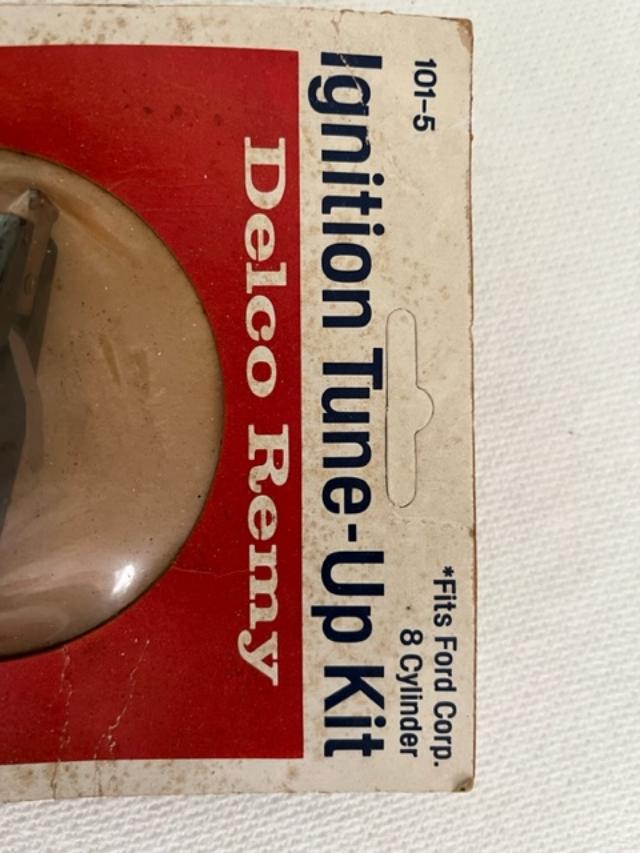 101-5
*Fits Ford Corp.
8 Cylinder
Ignition Tune-Up Kit
Delco Remy